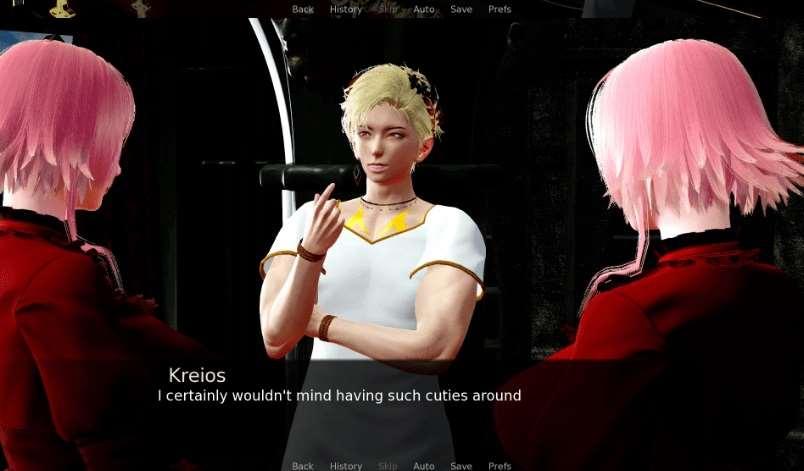 Back History Skip Auto Save Prefs
Kreios
I certainly wouldn't mind having such cuties around
Back History Skip Auto Save Prefs